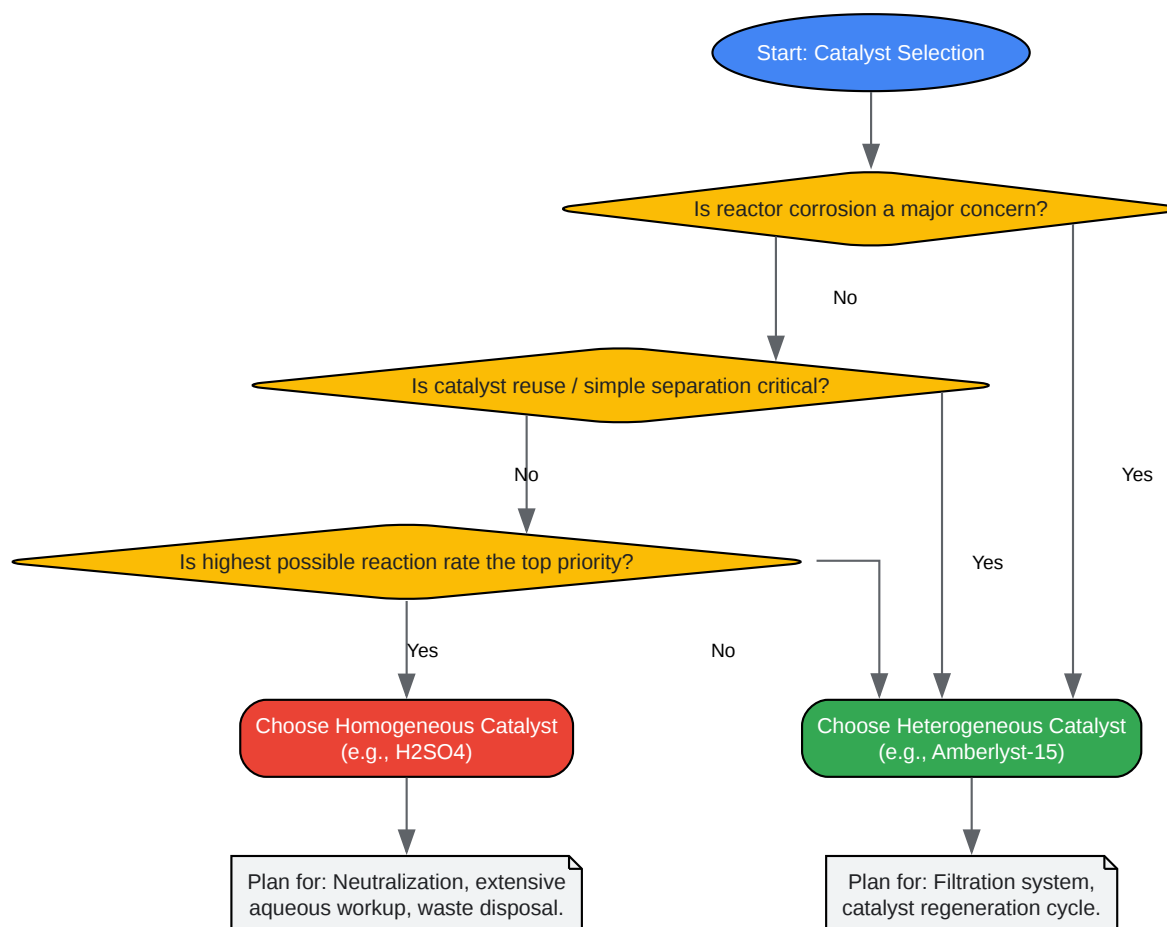 Start: Catalyst Selection
Is reactor corrosion a major concern?
No
Is catalyst reuse / simple separation critical?
No
Yes
Is highest possible reaction rate the top priority?
Yes
Yes
No
Choose Homogeneous Catalyst
(e.g., H2SO4)
Choose Heterogeneous Catalyst
(e.g., Amberlyst-15)
Plan for: Neutralization, extensive
aqueous workup, waste disposal.
Plan for: Filtration system,
catalyst regeneration cycle.